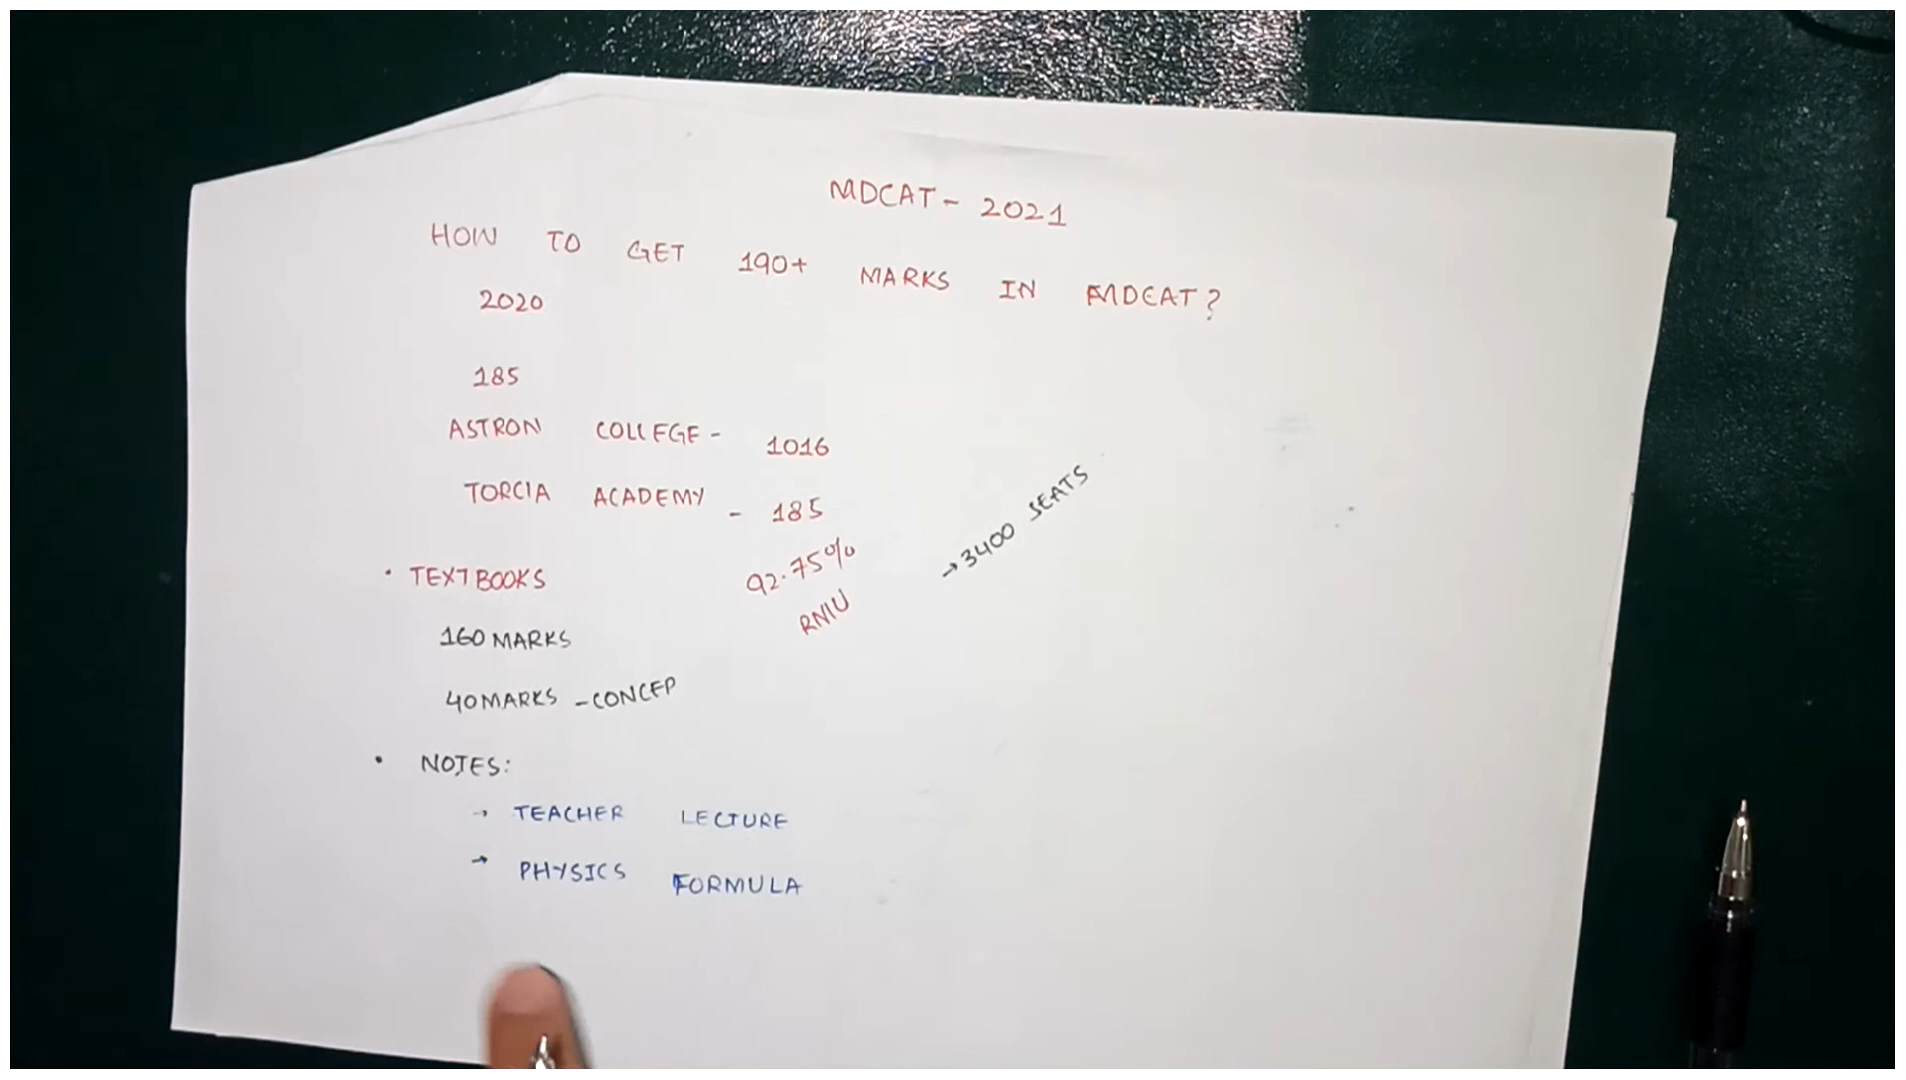 MDCAT - 2021
HOW TO GET 190+ MARKS IN MDCAT?
2020
185
ASTRON COLLEGE - 1016
TORCIA ACADEMY - 185
92.75%
RMU
→ 3400 SEATS
• TEXTBOOKS
160 MARKS
40 MARKS - CONCEP
• NOTES:
→ TEACHER LECTURE
→ PHYSICS FORMULA